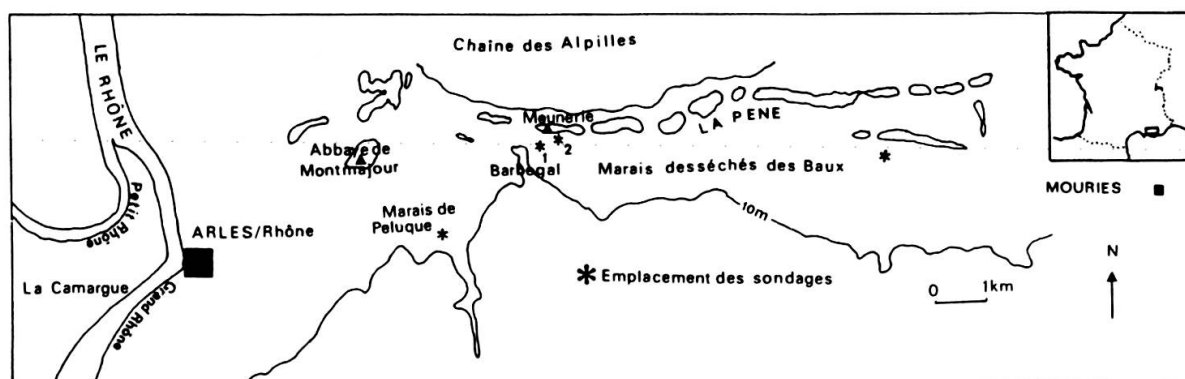 Chaîne des Alpilles
LE RHÔNE
Meunerie
LA PENE
Abbaye de
Montmajour
1
2
Barbegal
Marais desséchés des Baux
MOURIES
Petit Rhône
Marais de
Peluque
10m
ARLES/Rhône
La Camargue
Grand Rhône
Emplacement des sondages
0 1km
N